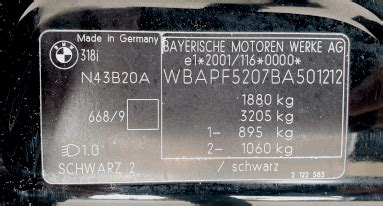 Made in Germany
318i
N43B20A
668/9
1.0
SCHWARZ 2
BAYERISCHE MOTOREN WERKE AG
e1*2001/116*0000*
WBAPF5207BA501212
1880 kg
3205 kg
1- 895 kg
2- 1060 kg
/ schwarz
2 122 583